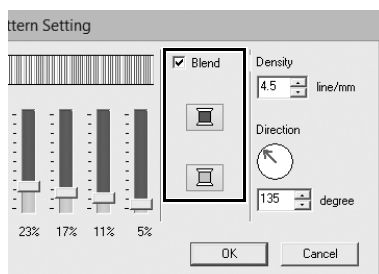 ttern Setting
Blend
Density
4.5 line/mm
Direction
135 degree
23% 17% 11% 5%
OK Cancel